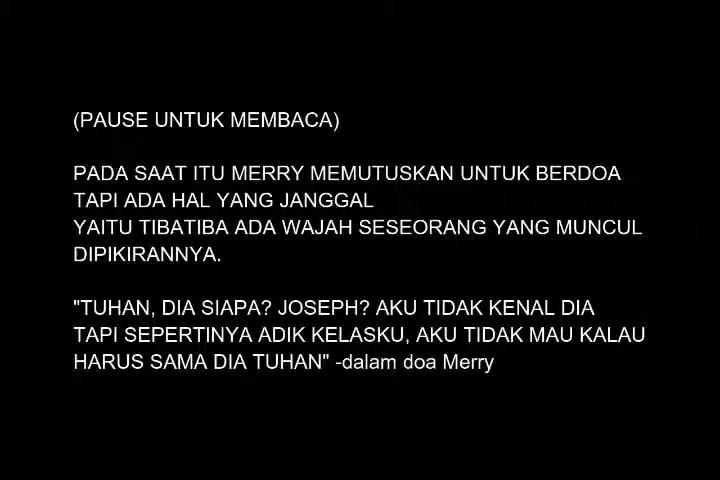 (PAUSE UNTUK MEMBACA)
PADA SAAT ITU MERRY MEMUTUSKAN UNTUK BERDOA
TAPI ADA HAL YANG JANGGAL
YAITU TIBATIBA ADA WAJAH SESEORANG YANG MUNCUL
DIPIKIRANNYA.
"TUHAN, DIA SIAPA? JOSEPH? AKU TIDAK KENAL DIA
TAPI SEPERTINYA ADIK KELASKU, AKU TIDAK MAU KALAU
HARUS SAMA DIA TUHAN" -dalam doa Merry